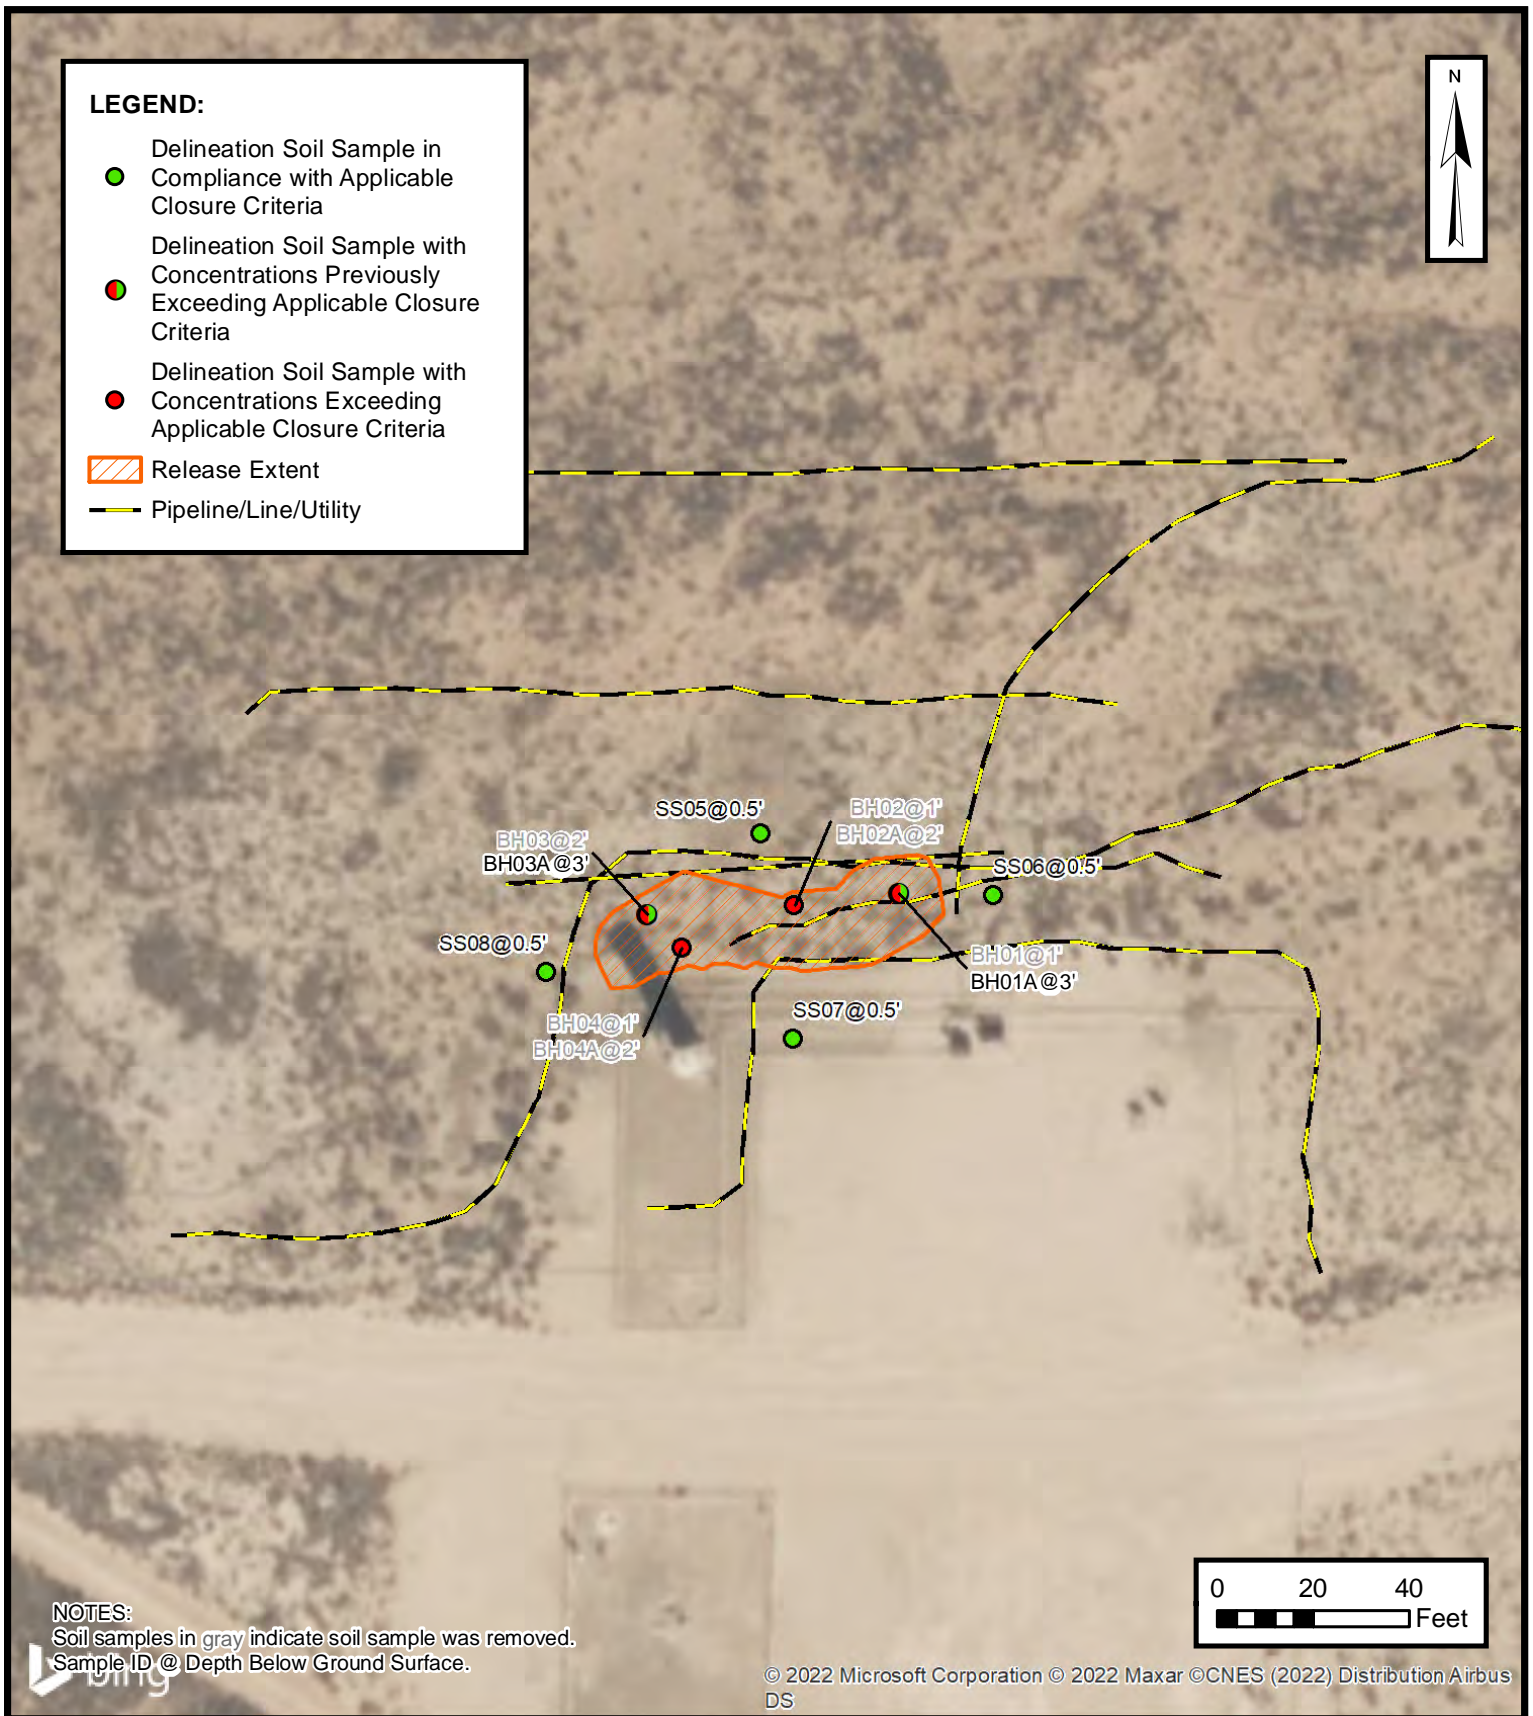 LEGEND:
Delineation Soil Sample in
Compliance with Applicable
Closure Criteria
Delineation Soil Sample with
Concentrations Previously
Exceeding Applicable Closure
Criteria
Delineation Soil Sample with
Concentrations Exceeding
Applicable Closure Criteria
Release Extent
Pipeline/Line/Utility
N
SS05@0.5'
BH02@1'
BH02A@2'
BH03@2'
BH03A@3'
SS06@0.5'
SS08@0.5'
BH01@1'
BH01A@3'
SS07@0.5'
BH04@1'
BH04A@2'
0 20 40
Feet
NOTES:
Soil samples in gray indicate soil sample was removed.
Sample ID @ Depth Below Ground Surface.
bing
© 2022 Microsoft Corporation © 2022 Maxar ©CNES (2022) Distribution Airbus
DS